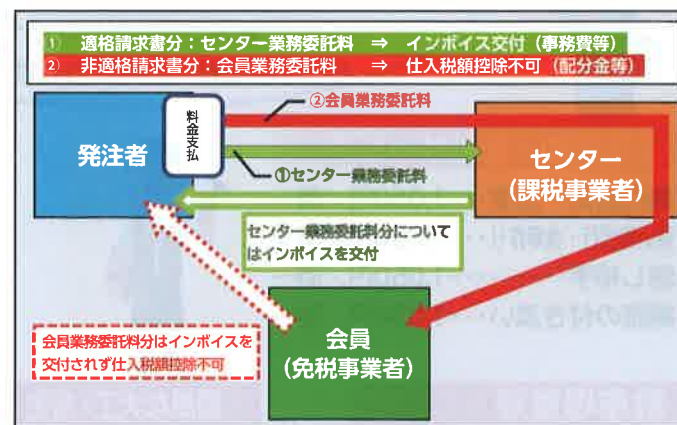 ① 適格請求書分：センター業務委託料 ⇒ インボイス交付（事務費等）
② 非適格請求書分：会員業務委託料 ⇒ 仕入税額控除不可（配分金等）
発注者
料金支払
②会員業務委託料
①センター業務委託料
センター
（課税事業者）
センター業務委託料分について
はインボイスを交付
会員業務委託料分はインボイスを
交付されず仕入税額控除不可
会員
（免税事業者）